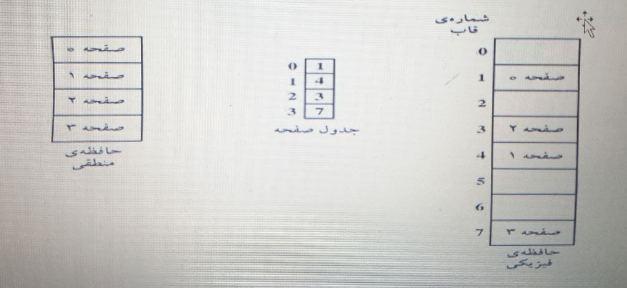 صفحه ۰
صفحه ۱
صفحه ۲
صفحه ۳
حافظه‌ی
منطقی
0 1
1 4
2 3
3 7
جدول صفحه
شماره‌ی
قاب
0
1 صفحه ۰
2
3 صفحه ۲
4 صفحه ۱
5
6
7 صفحه ۳
حافظه‌ی
فیزیکی